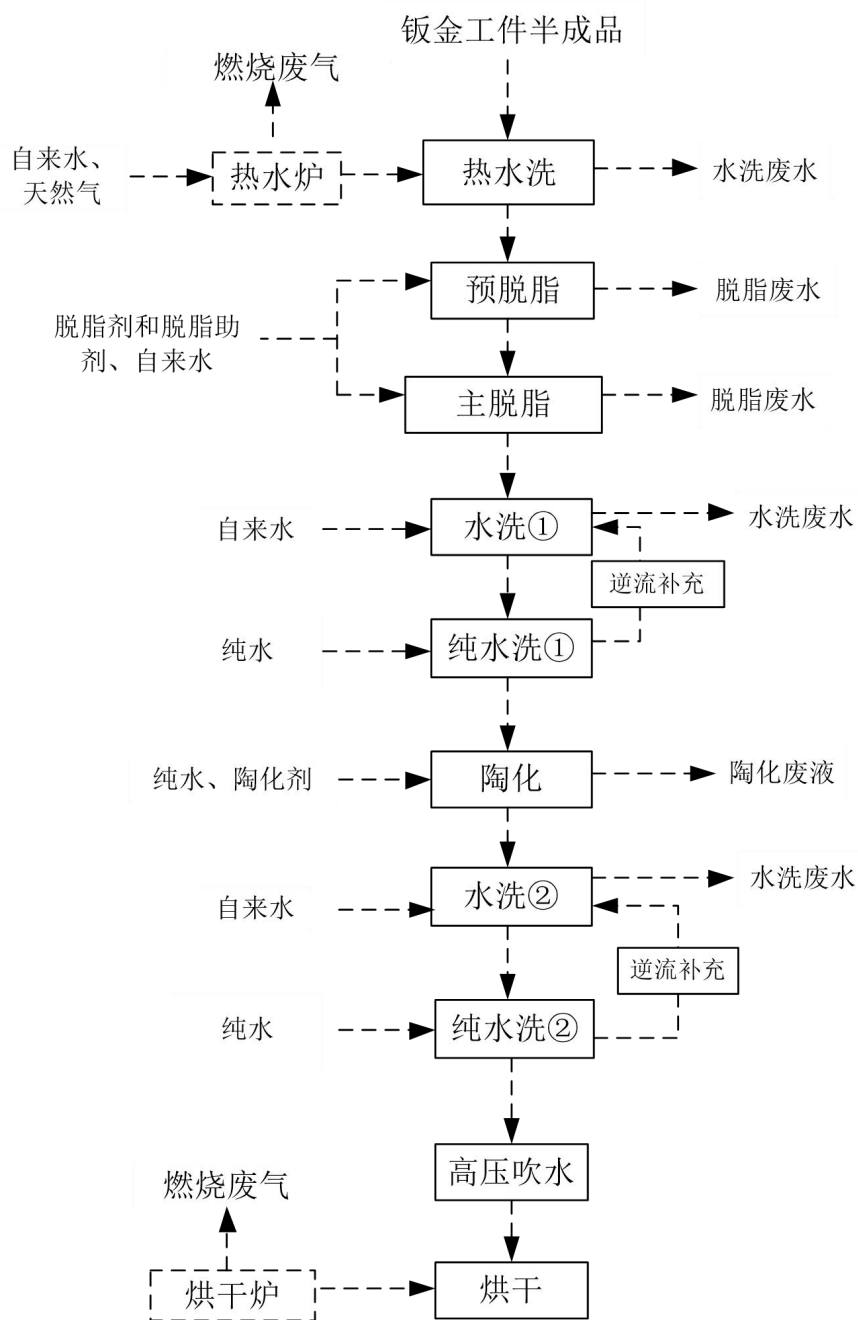 钣金工件半成品
燃烧废气
自来水、
天然气
热水炉
热水洗
水洗废水
预脱脂
脱脂废水
脱脂剂和脱脂助
剂、自来水
主脱脂
脱脂废水
自来水
水洗①
水洗废水
逆流补充
纯水
纯水洗①
纯水、陶化剂
陶化
陶化废液
自来水
水洗②
水洗废水
逆流补充
纯水
纯水洗②
高压吹水
燃烧废气
烘干炉
烘干